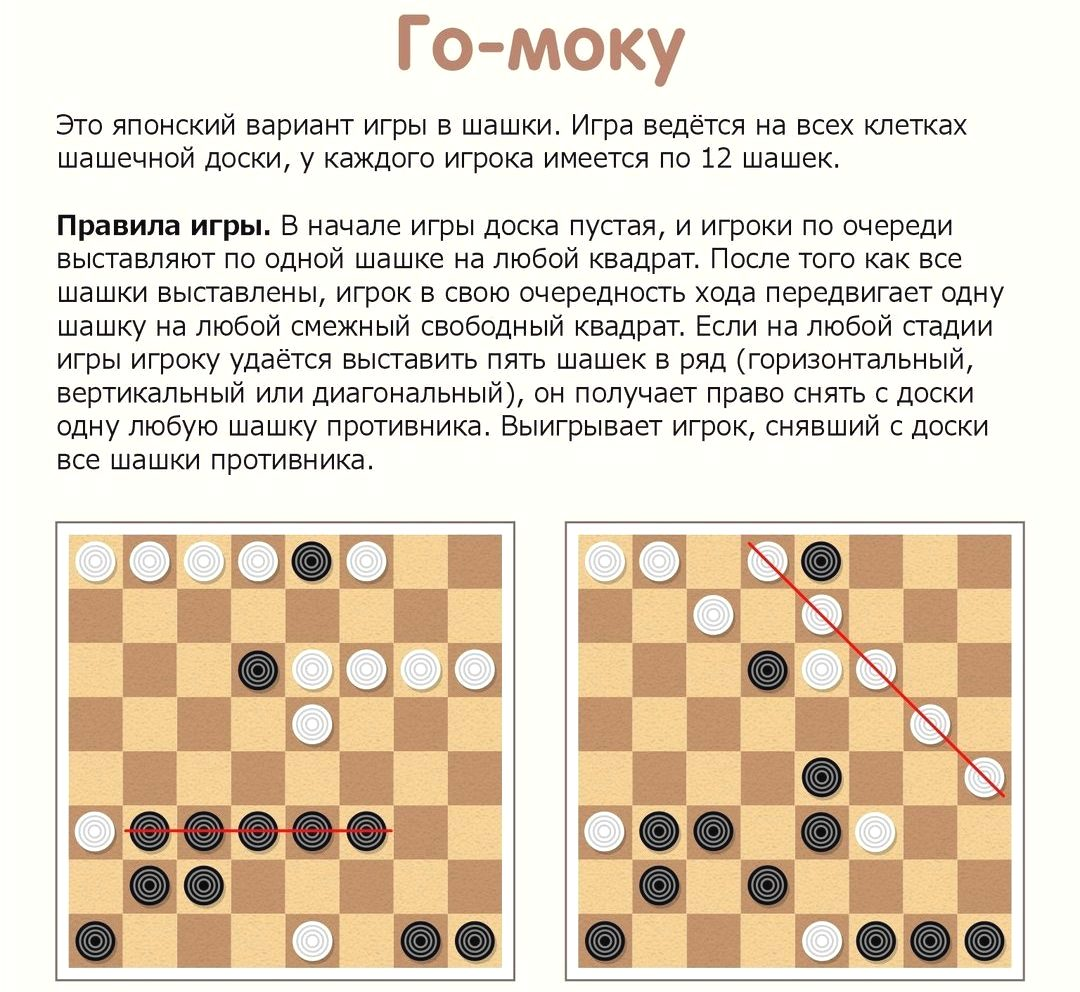 Го-моку
Это японский вариант игры в шашки. Игра ведётся на всех клетках
шашечной доски, у каждого игрока имеется по 12 шашек.
Правила игры. В начале игры доска пустая, и игроки по очереди
выставляют по одной шашке на любой квадрат. После того как все
шашки выставлены, игрок в свою очередность хода передвигает одну
шашку на любой смежный свободный квадрат. Если на любой стадии
игры игроку удаётся выставить пять шашек в ряд (горизонтальный,
вертикальный или диагональный), он получает право снять с доски
одну любую шашку противника. Выигрывает игрок, снявший с доски
все шашки противника.